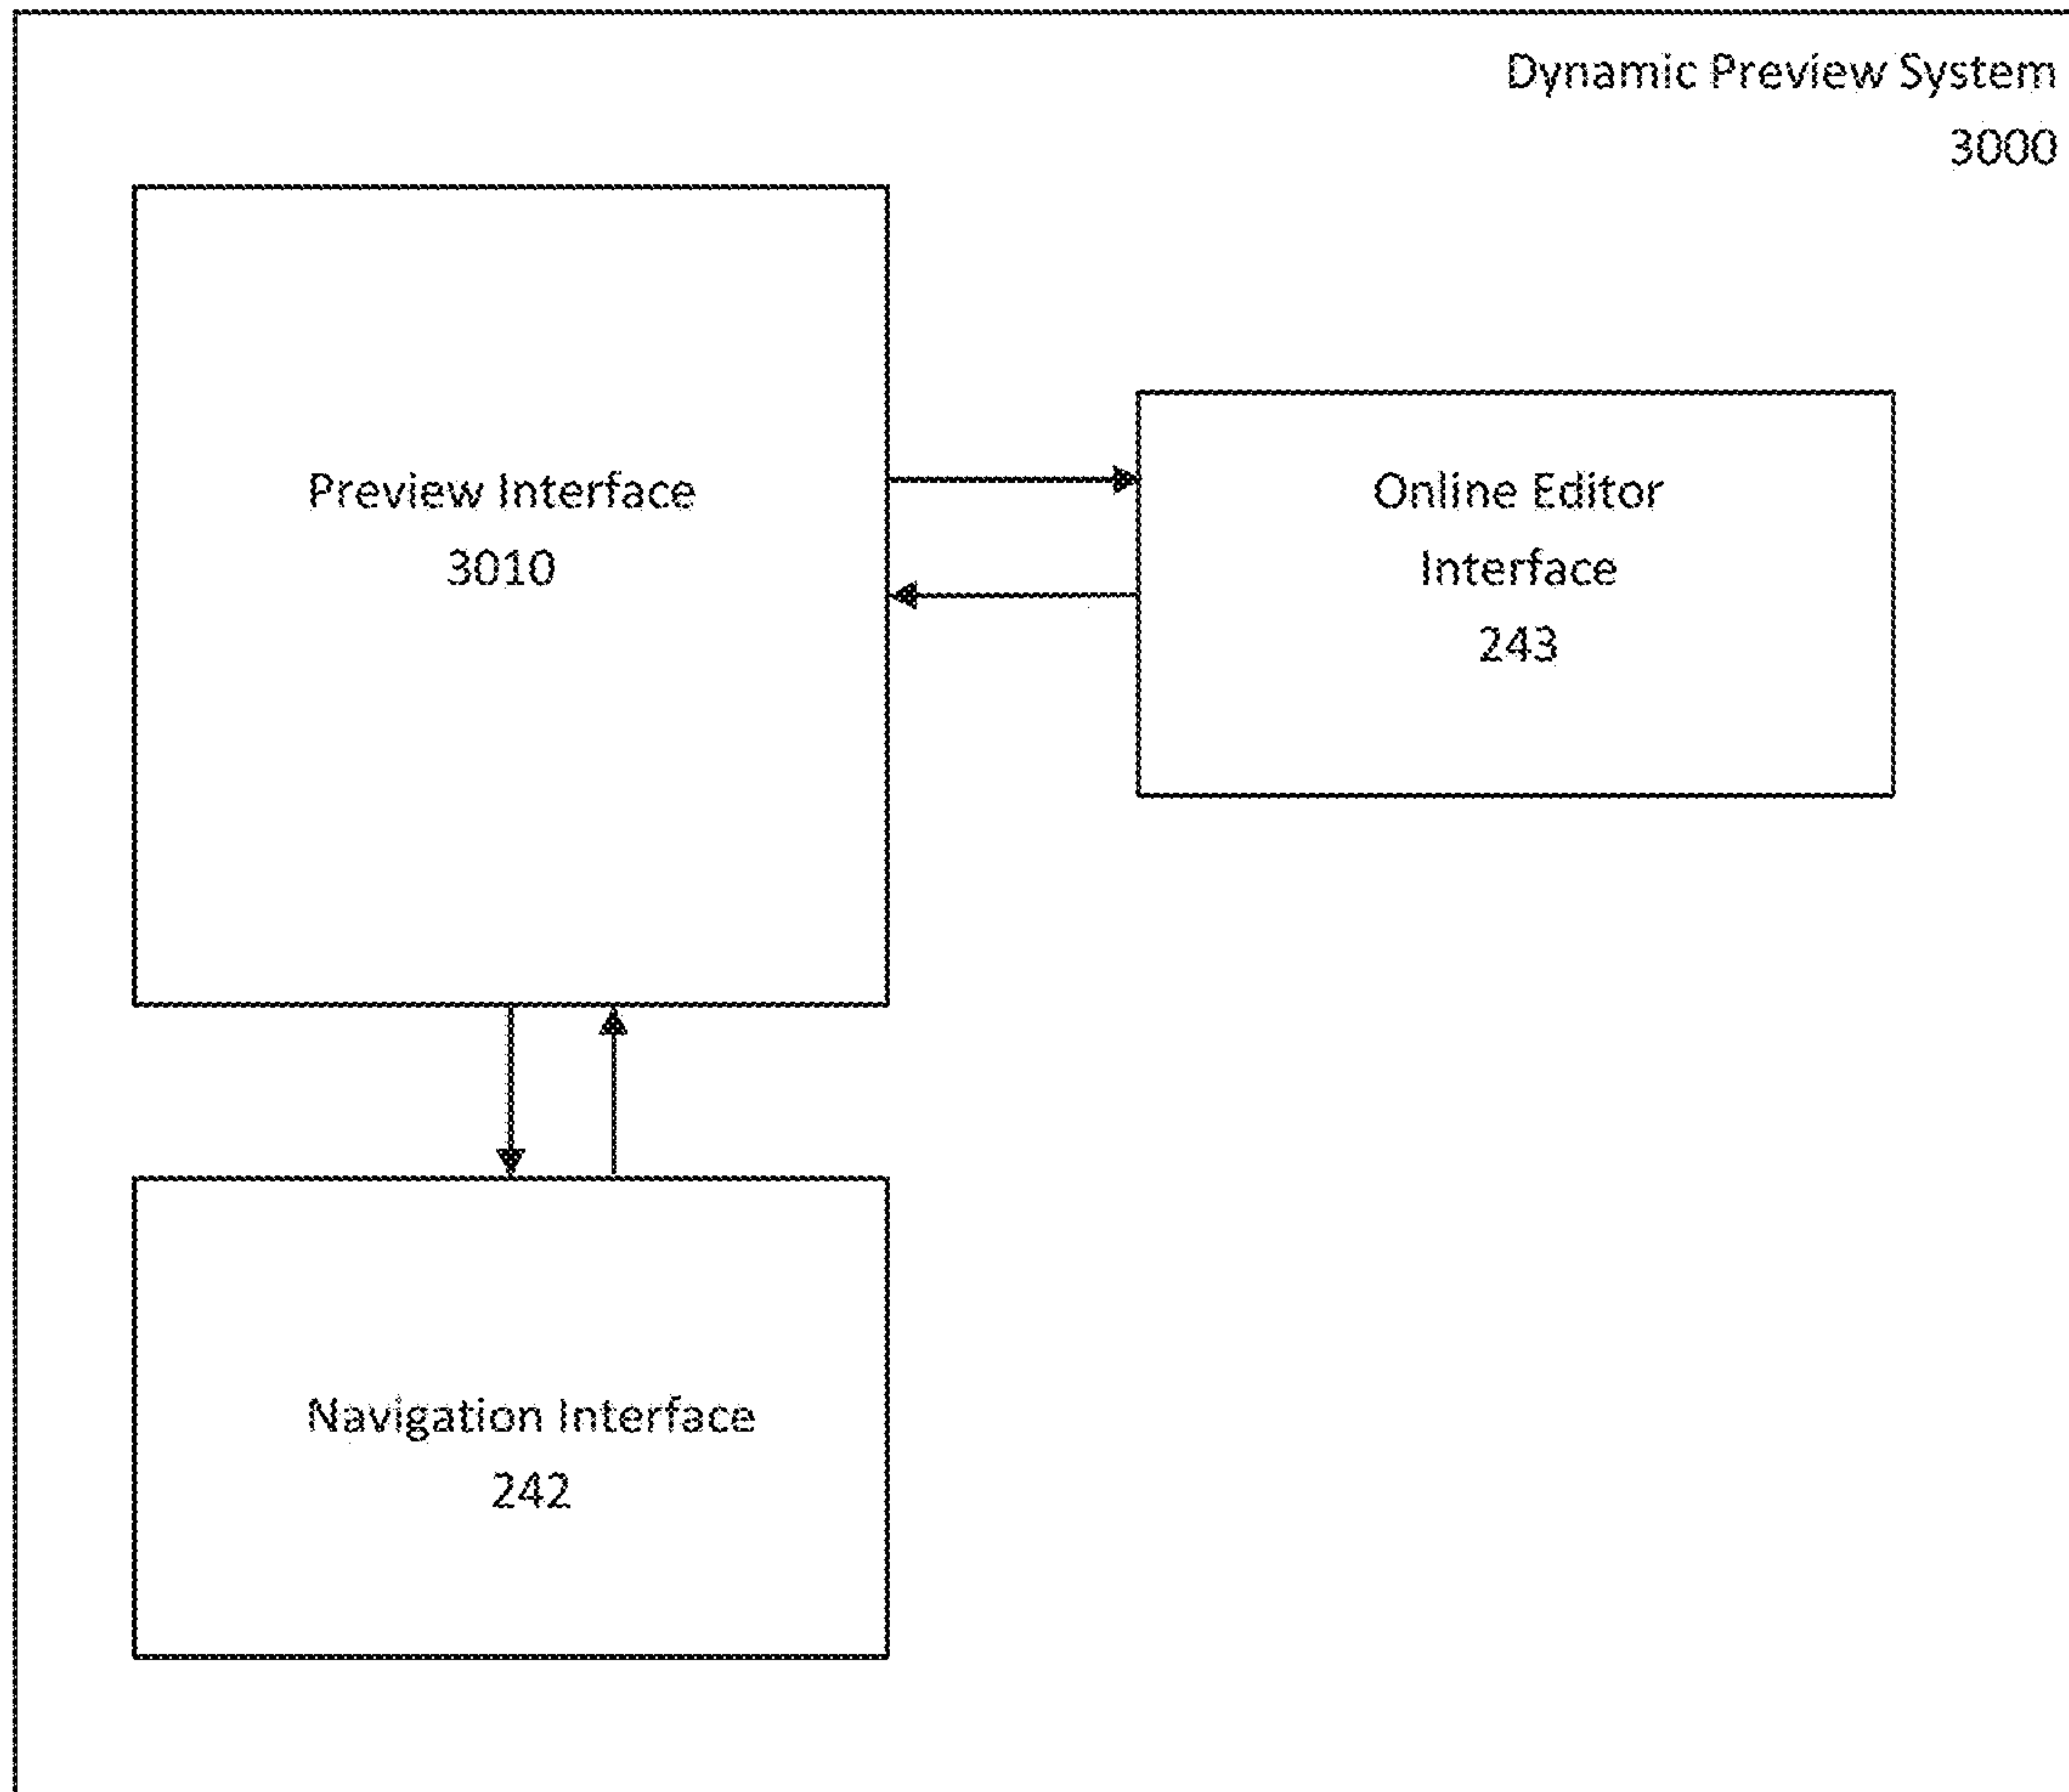 Dynamic Preview System
3000
Preview Interface
3010
Online Editor
Interface
243
Navigation Interface
242